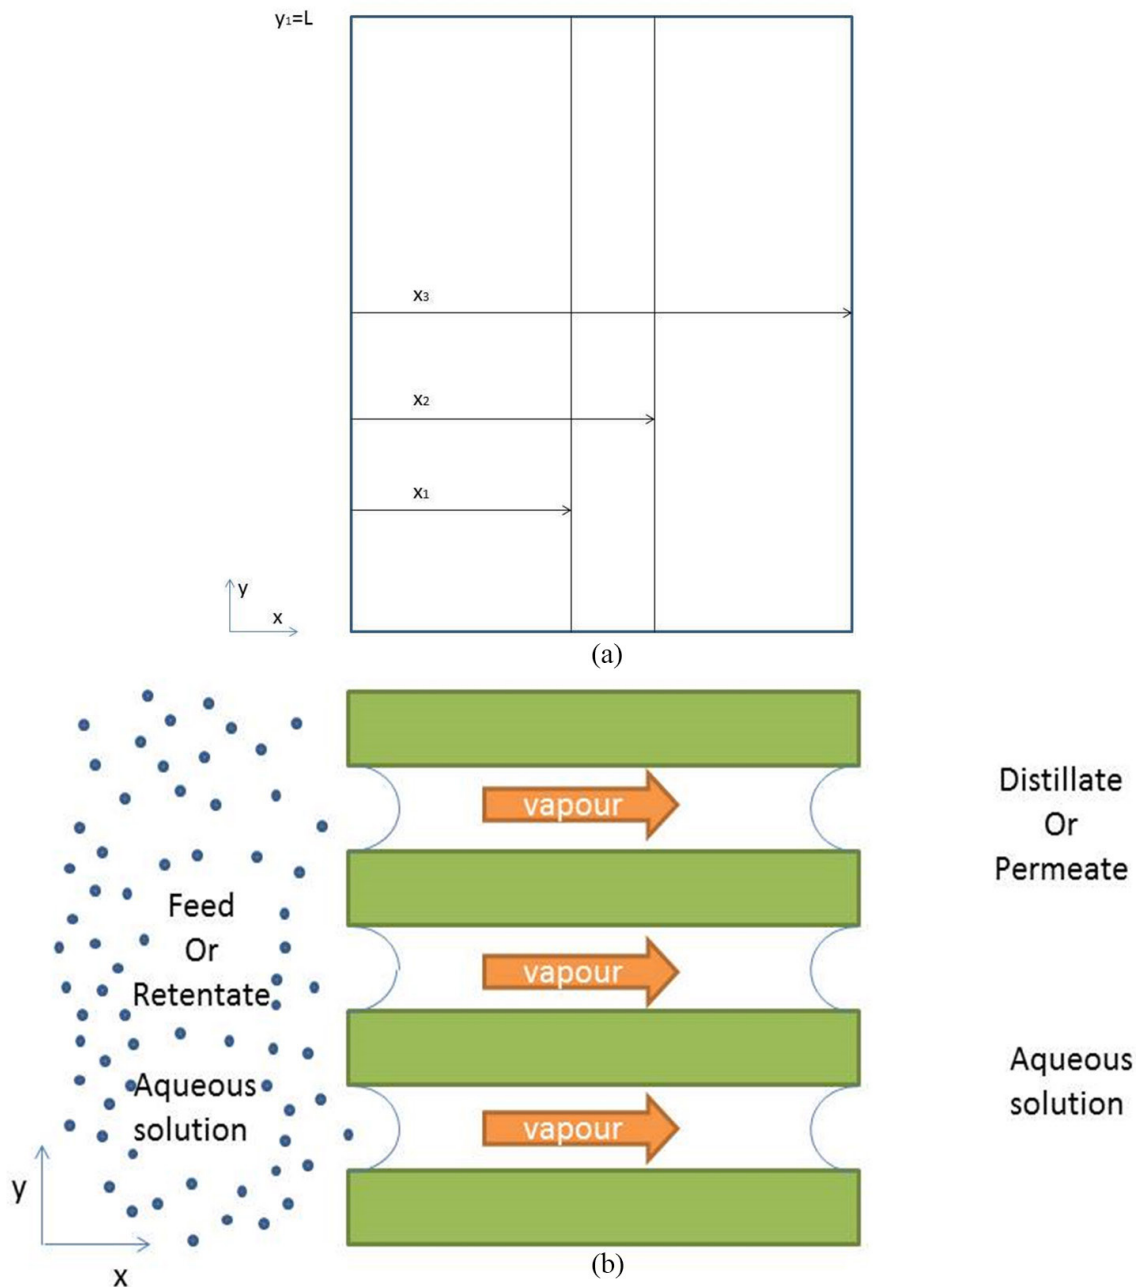 y₁=L
x₃
x₂
x₁
y
x
(a)
vapour
Distillate
Or
Permeate
Feed
Or
Retentate
vapour
Aqueous
solution
Aqueous
solution
vapour
y
x
(b)